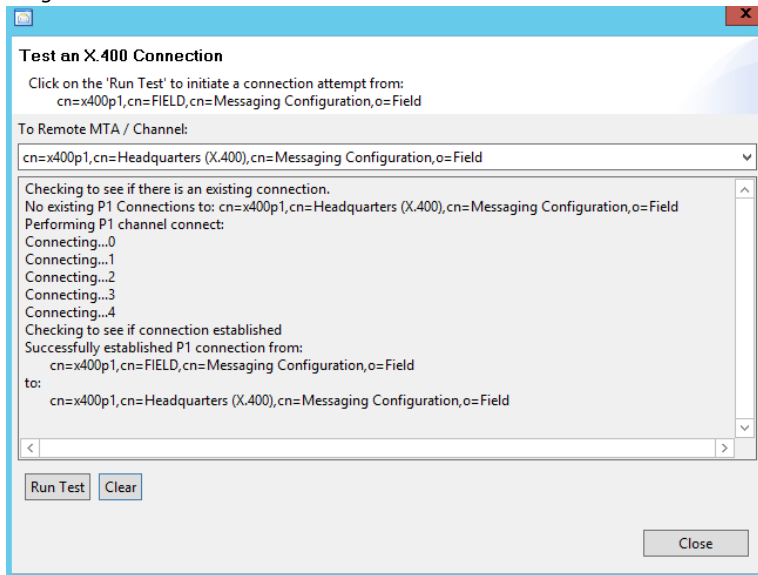 x
Test an X.400 Connection
Click on the 'Run Test' to initiate a connection attempt from:
cn=x400p1,cn=FIELD,cn=Messaging Configuration,o=Field
To Remote MTA / Channel:
cn=x400p1,cn=Headquarters (X.400),cn=Messaging Configuration,o=Field
Checking to see if there is an existing connection.
No existing P1 Connections to: cn=x400p1,cn=Headquarters (X.400),cn=Messaging Configuration,o=Field
Performing P1 channel connect:
Connecting...0
Connecting...1
Connecting...2
Connecting...3
Connecting...4
Checking to see if connection established
Successfully established P1 connection from:
cn=x400p1,cn=FIELD,cn=Messaging Configuration,o=Field
to:
cn=x400p1,cn=Headquarters (X.400),cn=Messaging Configuration,o=Field
Run Test Clear
Close